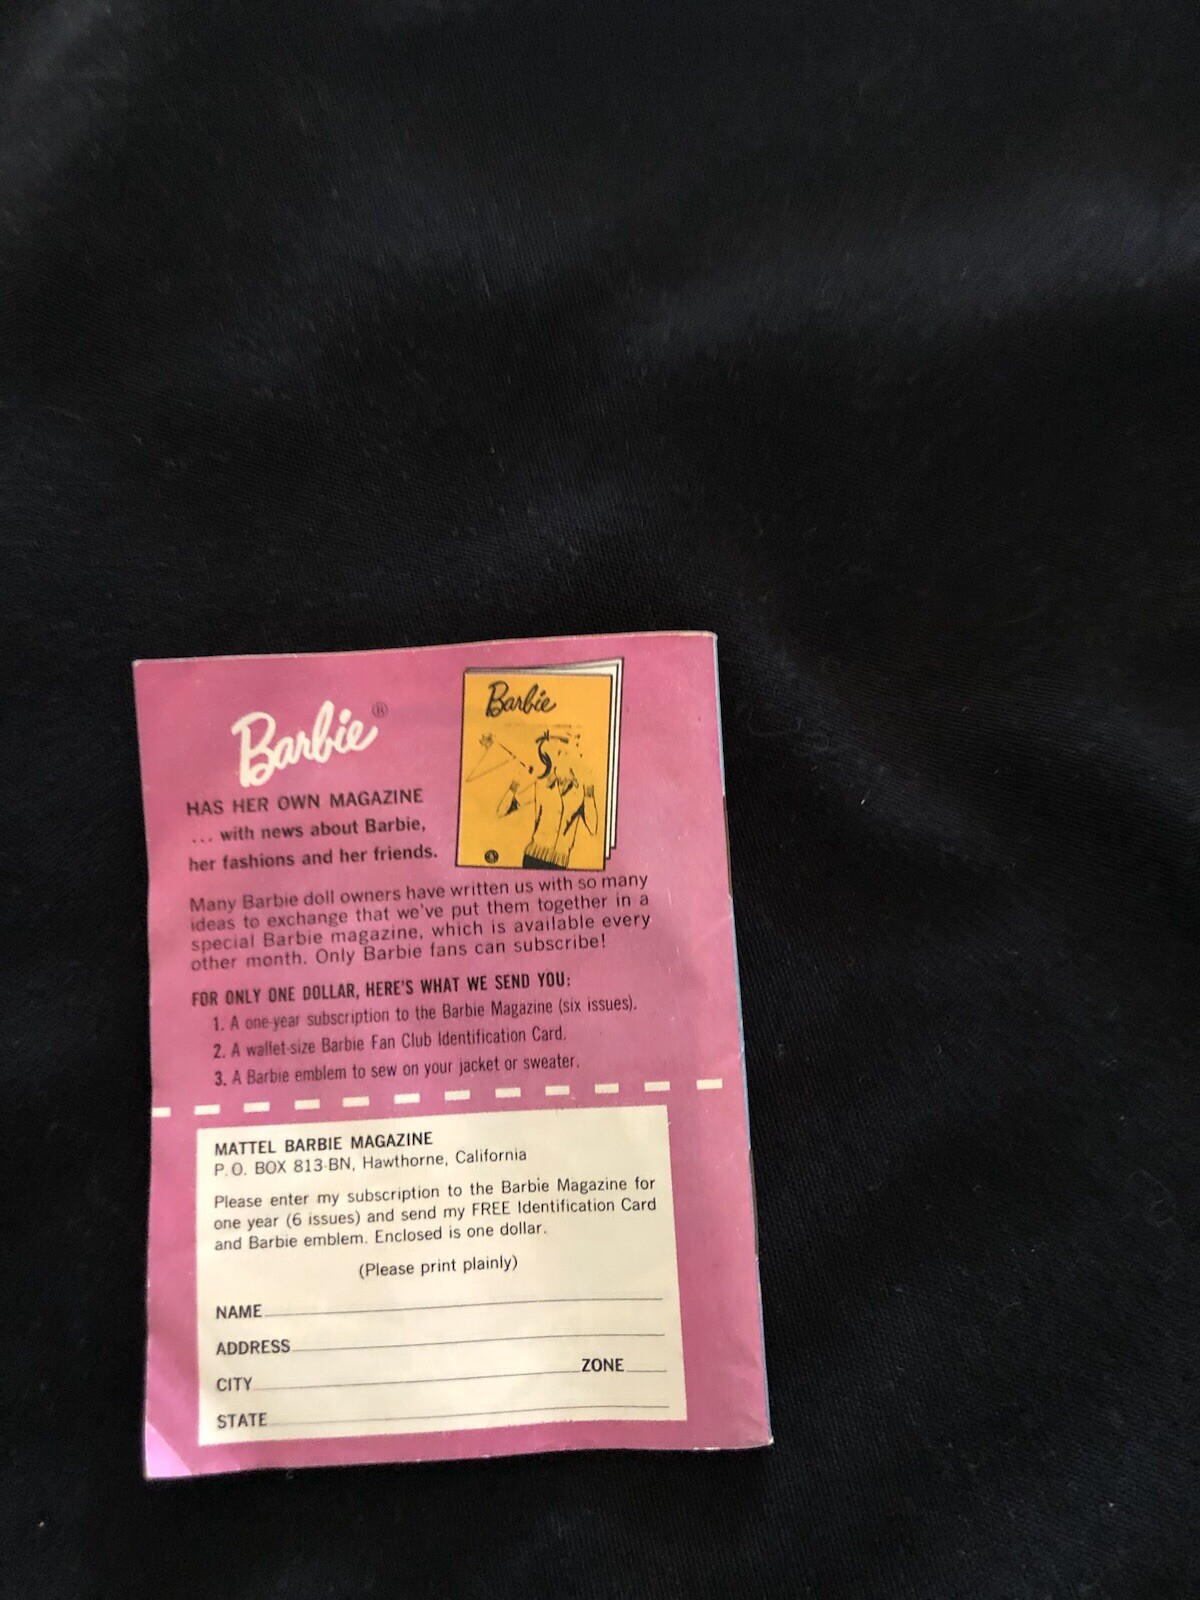 Barbie®
HAS HER OWN MAGAZINE
... with news about Barbie,
her fashions and her friends.
Barbie
Many Barbie doll owners have written us with so many
ideas to exchange that we've put them together in a
special Barbie magazine, which is available every
other month. Only Barbie fans can subscribe!
FOR ONLY ONE DOLLAR, HERE'S WHAT WE SEND YOU:
1. A one-year subscription to the Barbie Magazine (six issues).
2. A wallet-size Barbie Fan Club Identification Card.
3. A Barbie emblem to sew on your jacket or sweater.
MATTEL BARBIE MAGAZINE
P.O. BOX 813-BN, Hawthorne, California
Please enter my subscription to the Barbie Magazine for
one year (6 issues) and send my FREE Identification Card
and Barbie emblem. Enclosed is one dollar.
(Please print plainly)
NAME
ADDRESS
CITY ZONE
STATE